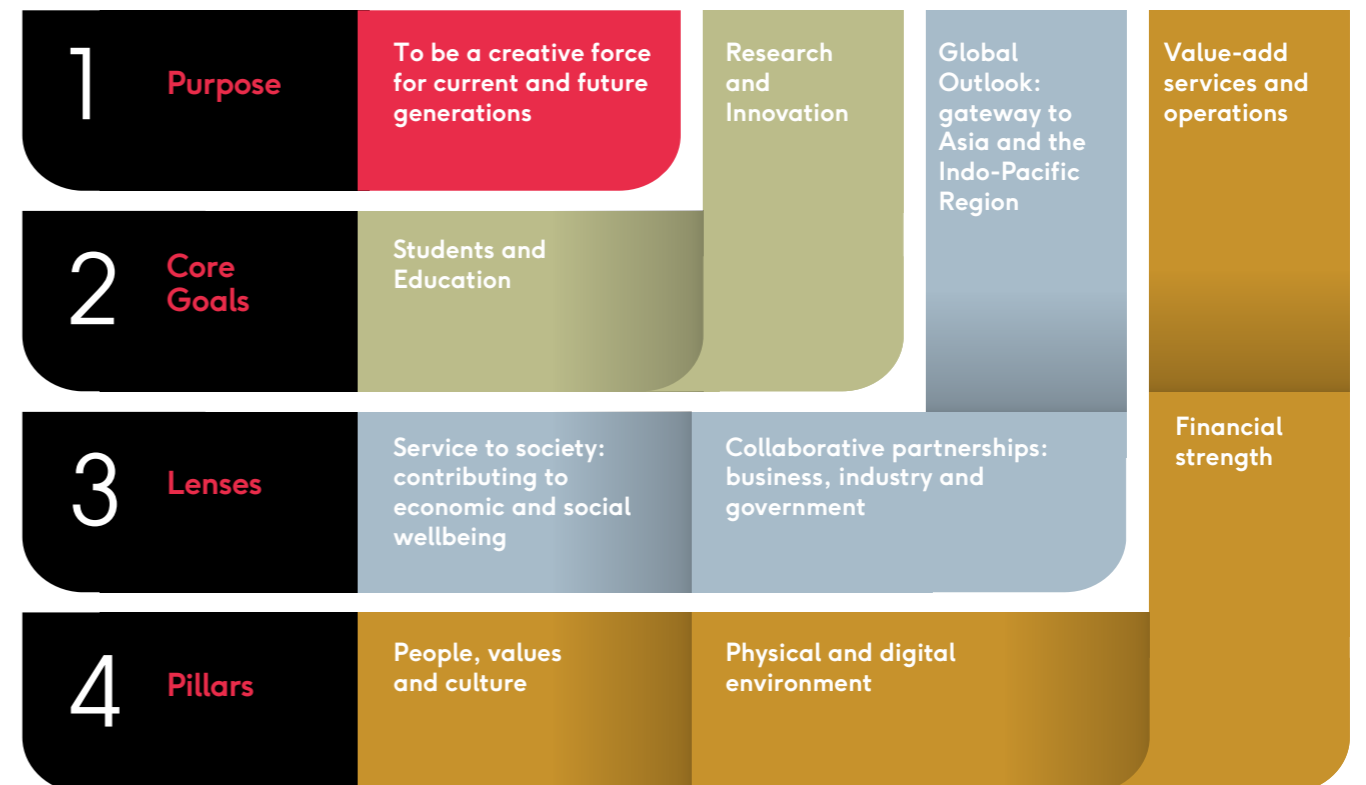 1
Purpose
To be a creative force
for current and future
generations
Research
and
Innovation
Global
Outlook:
gateway to
Asia and the
Indo-Pacific
Region
Value-add
services and
operations
2
Core
Goals
Students and
Education
3
Lenses
Service to society:
contributing to
economic and social
wellbeing
Collaborative partnerships:
business, industry and
government
Financial
strength
4
Pillars
People, values
and culture
Physical and digital
environment